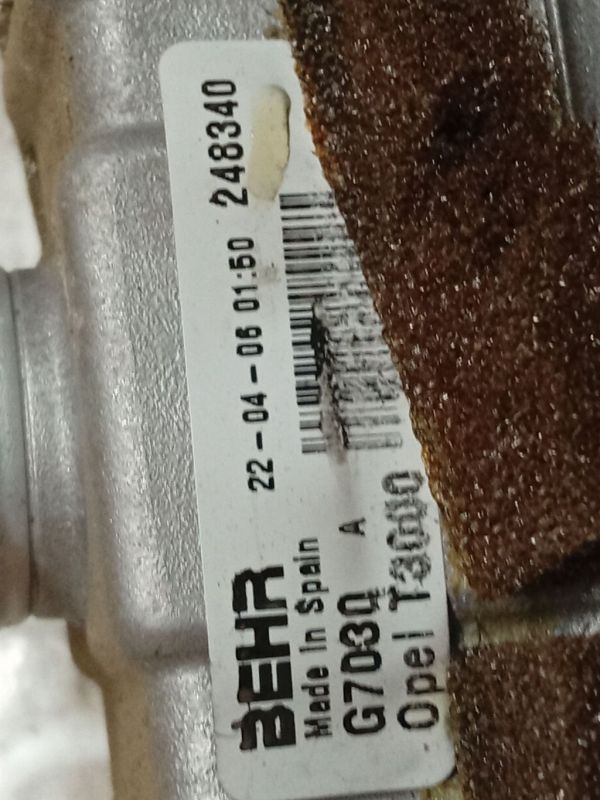 BEHR 22-04-06 01:50 248340
Made In Spain
G7030 A
Opel T3000